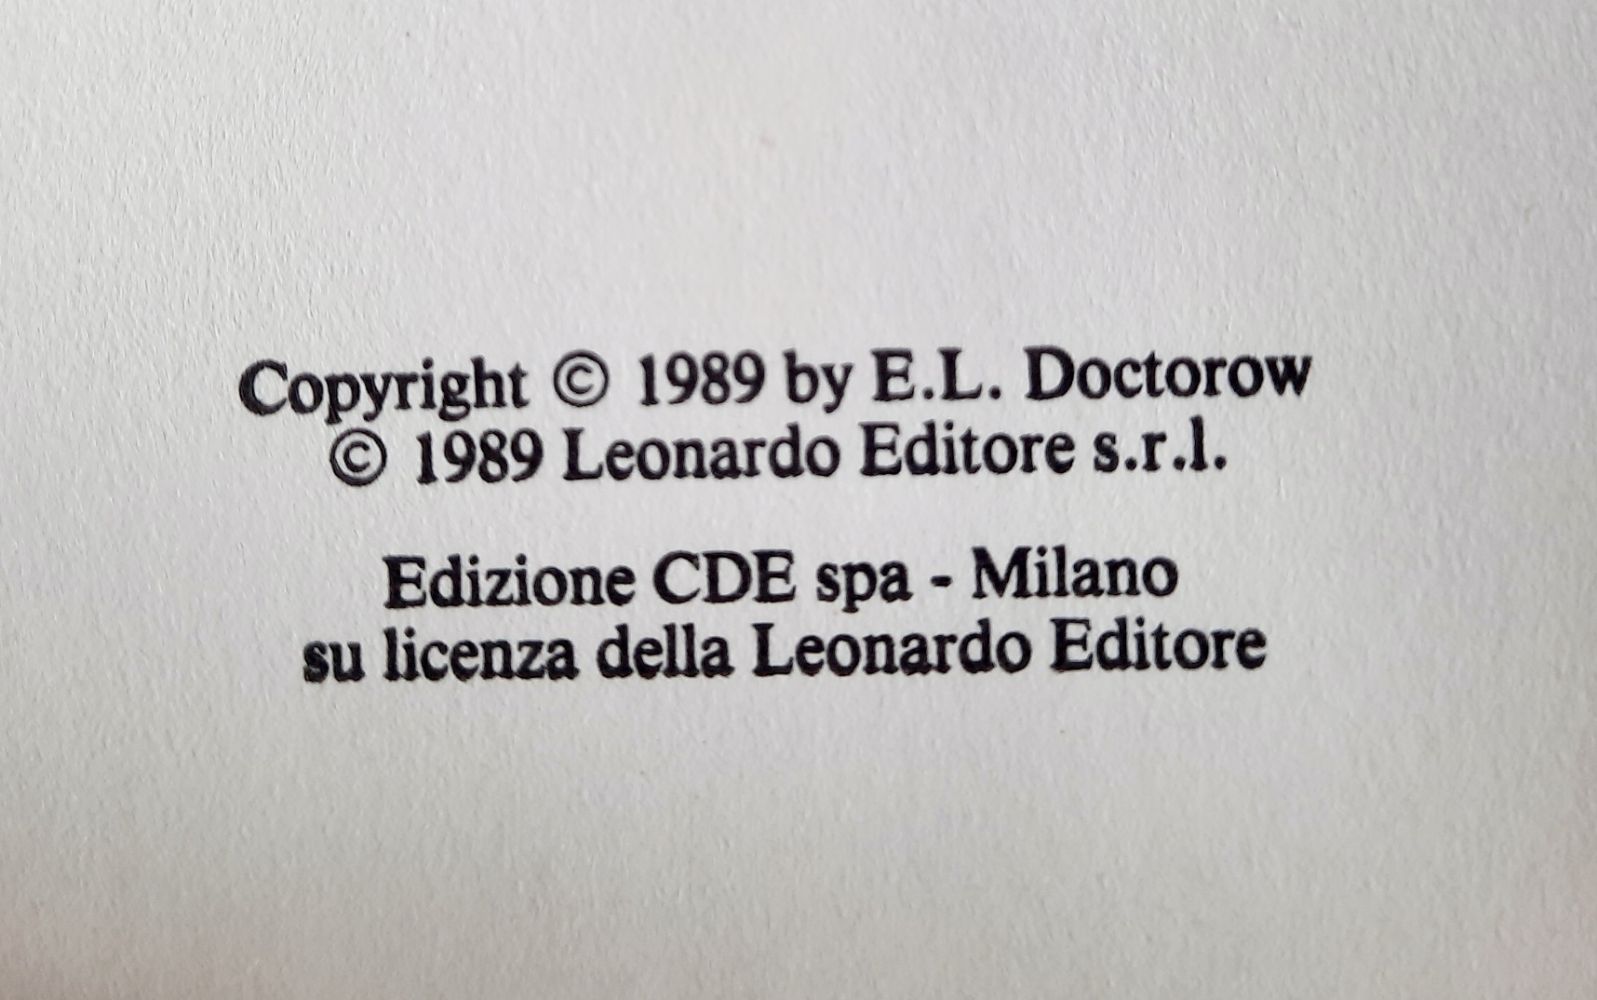 Copyright © 1989 by E.L. Doctorow
© 1989 Leonardo Editore s.r.l.
Edizione CDE spa - Milano
su licenza della Leonardo Editore